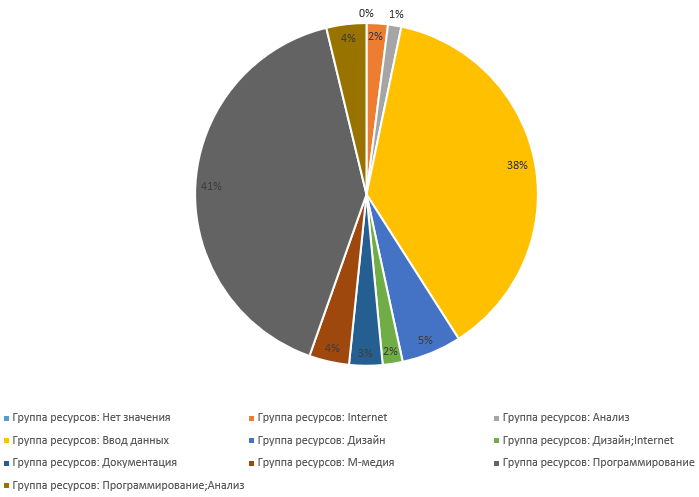 0%
1%
2%
4%
38%
41%
5%
2%
3%
4%
Группа ресурсов: Нет значения
Группа ресурсов: Internet
Группа ресурсов: Анализ
Группа ресурсов: Ввод данных
Группа ресурсов: Дизайн
Группа ресурсов: Дизайн;Internet
Группа ресурсов: Документация
Группа ресурсов: М-медия
Группа ресурсов: Программирование
Группа ресурсов: Программирование;Анализ